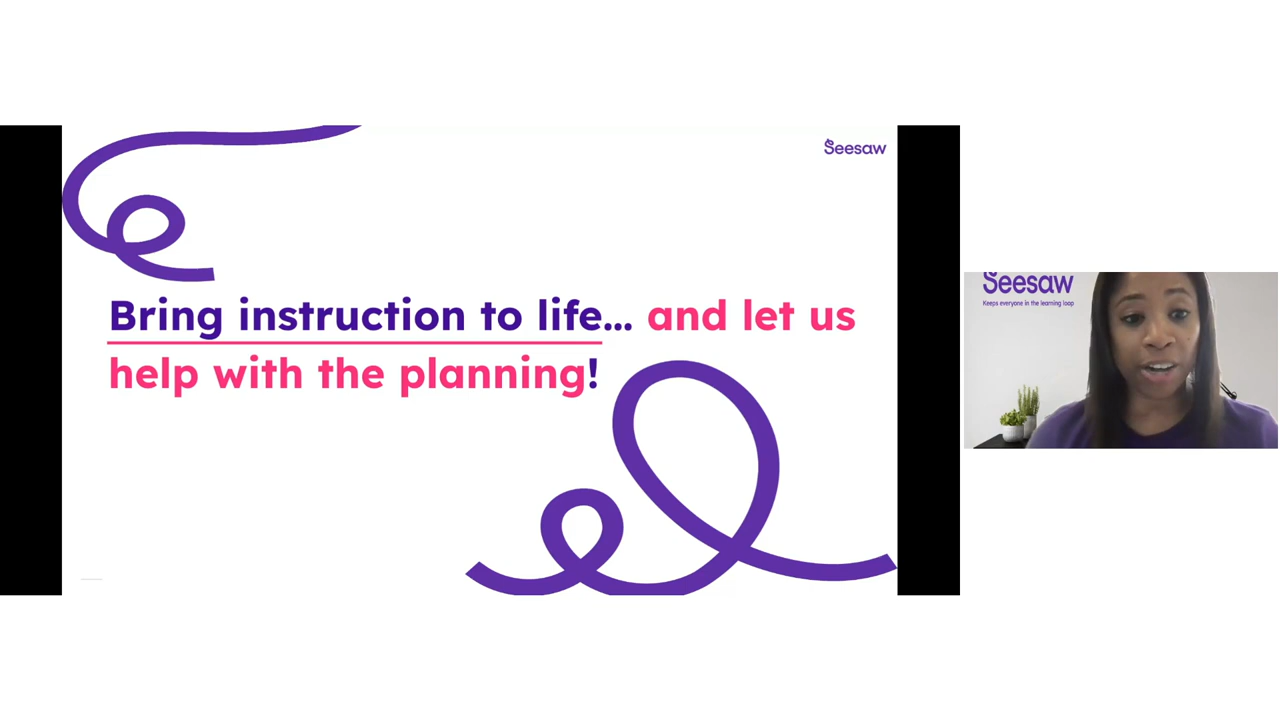 Seesaw
Bring instruction to life... and let us
help with the planning!
Seesaw
Keeps everyone in the learning loop